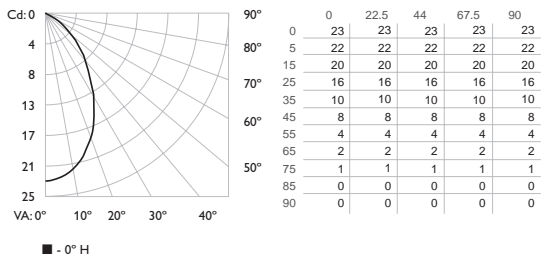 Cd: 0
4
8
13
17
21
25
VA: 0° 10° 20° 30° 40°
90°
80°
70°
60°
50°
■ - 0° H
0 22.5 44 67.5 90
0 23 23 23 23 23
5 22 22 22 22 22
15 20 20 20 20 20
25 16 16 16 16 16
35 10 10 10 10 10
45 8 8 8 8 8
55 4 4 4 4 4
65 2 2 2 2 2
75 1 1 1 1 1
85 0 0 0 0 0
90 0 0 0 0 0